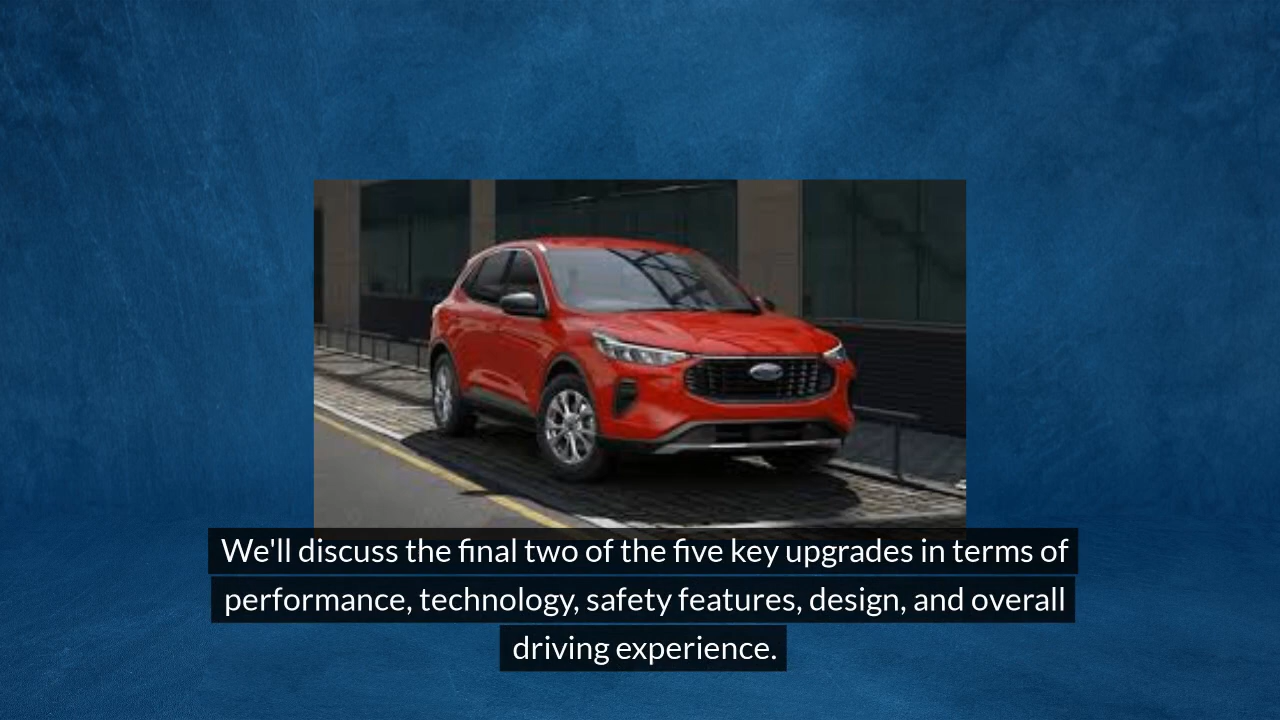 We'll discuss the final two of the five key upgrades in terms of
performance, technology, safety features, design, and overall
driving experience.